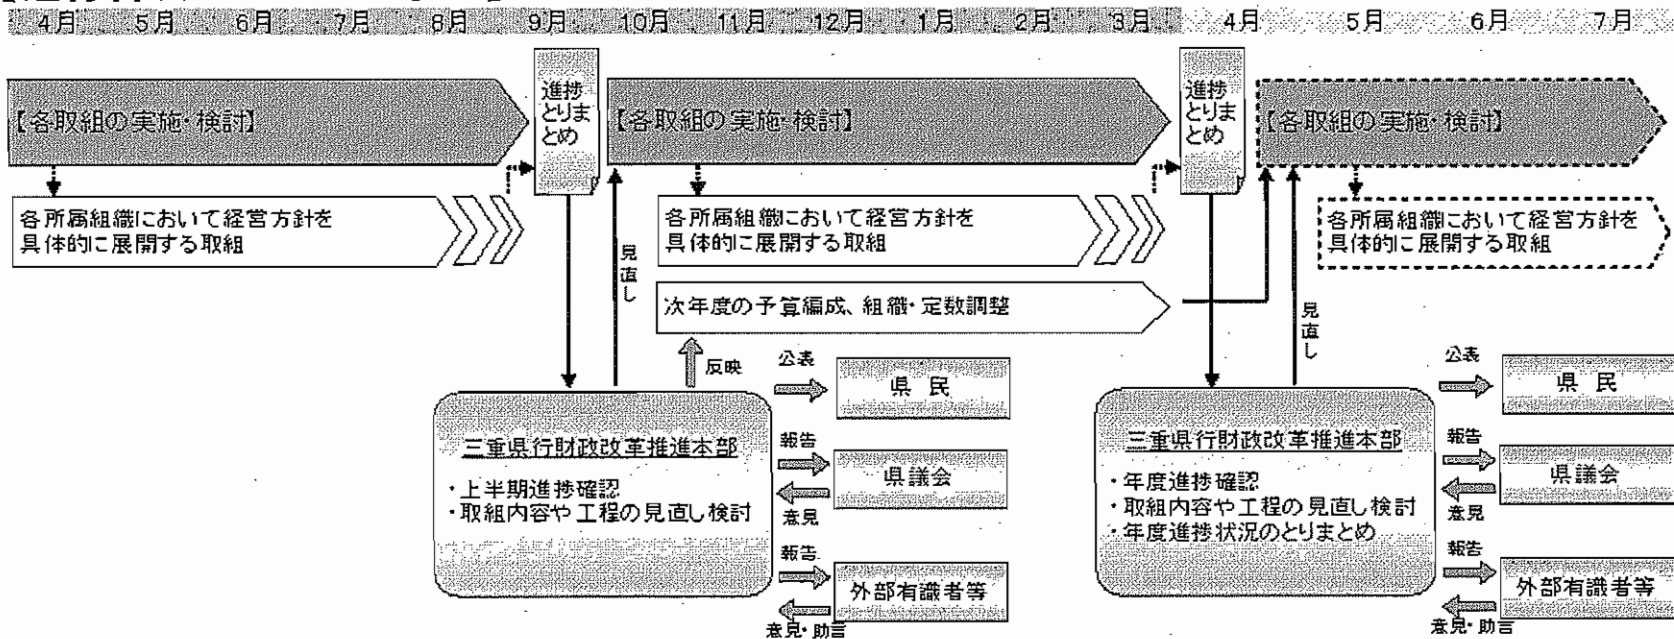 4月 5月 6月 7月 8月 9月 10月 11月 12月 1月 2月 3月 4月 5月 6月 7月
【各取組の実施・検討】
進捗
とりま
とめ
【各取組の実施・検討】
進捗
とりま
とめ
【各取組の実施・検討】
各所属組織において経営方針を
具体的に展開する取組
見直し
各所属組織において経営方針を
具体的に展開する取組
各所属組織において経営方針を
具体的に展開する取組
次年度の予算編成、組織・定数調整
見直し
反映
三重県行財政改革推進本部
・上半期進捗確認
・取組内容や工程の見直し検討
公表
県 民
報告
県議会
意見
報告
外部有識者等
意見・助言
三重県行財政改革推進本部
・年度進捗確認
・取組内容や工程の見直し検討
・年度進捗状況のとりまとめ
公表
県 民
報告
県議会
意見
報告
外部有識者等
意見・助言